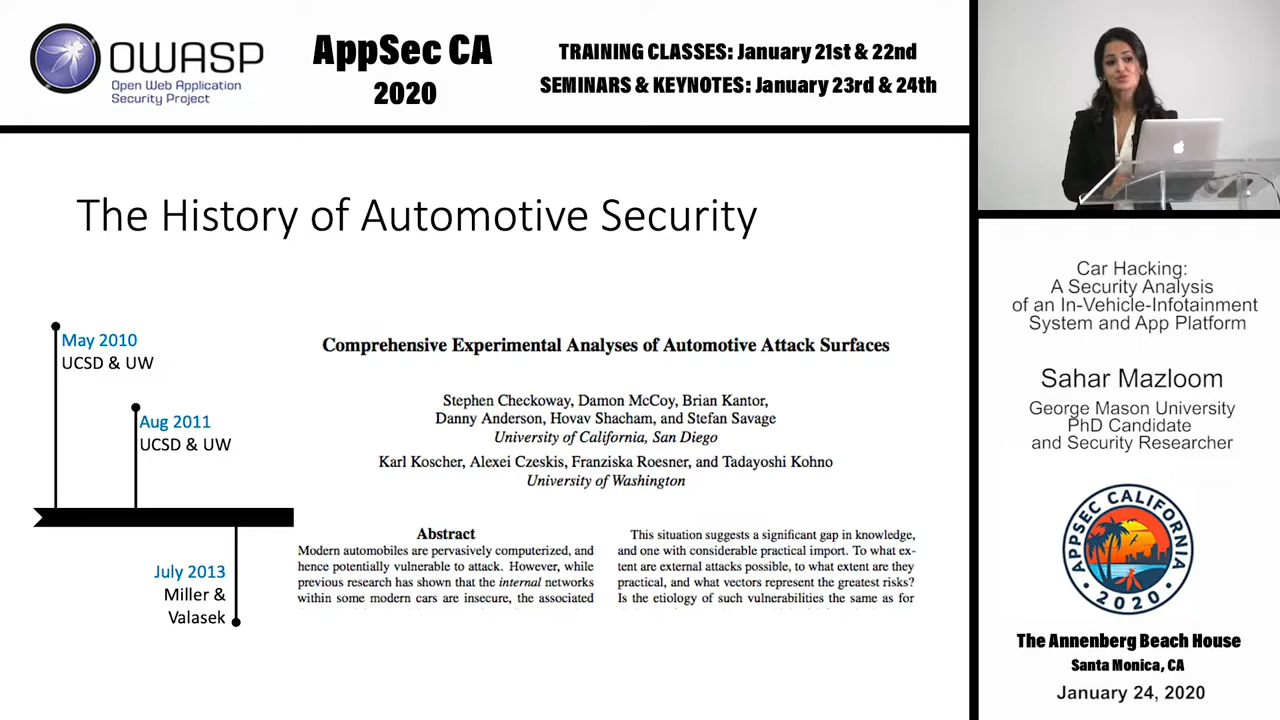 OWASP
Open Web Application
Security Project
AppSec CA
2020
TRAINING CLASSES: January 21st & 22nd
SEMINARS & KEYNOTES: January 23rd & 24th
The History of Automotive Security
May 2010
UCSD & UW
Aug 2011
UCSD & UW
July 2013
Miller &
Valasek
Comprehensive Experimental Analyses of Automotive Attack Surfaces
Stephen Checkoway, Damon McCoy, Brian Kantor,
Danny Anderson, Hovav Shacham, and Stefan Savage
University of California, San Diego
Karl Koscher, Alexei Czeskis, Franziska Roesner, and Tadayoshi Kohno
University of Washington
Abstract
Modern automobiles are pervasively computerized, and
hence potentially vulnerable to attack. However, while
previous research has shown that the internal networks
within some modern cars are insecure, the associated
This situation suggests a significant gap in knowledge,
and one with considerable practical import. To what ex-
tent are external attacks possible, to what extent are they
practical, and what vectors represent the greatest risks?
Is the etiology of such vulnerabilities the same as for
Car Hacking:
A Security Analysis
of an In-Vehicle-Infotainment
System and App Platform
Sahar Mazloom
George Mason University
PhD Candidate
and Security Researcher
APPSEC CALIFORNIA
2020
The Annenberg Beach House
Santa Monica, CA
January 24, 2020